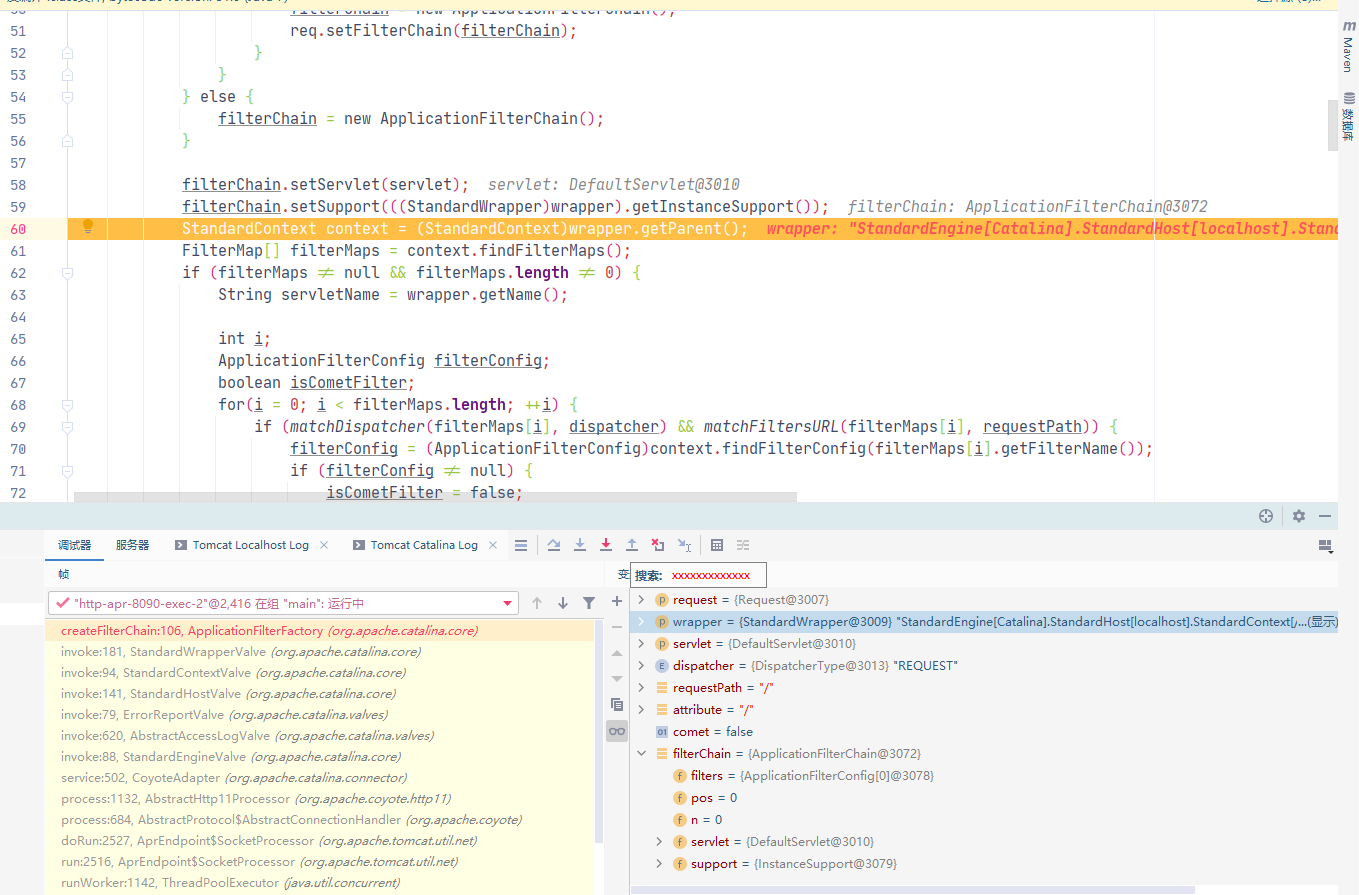 51 req.setFilterChain(filterChain);
52 }
53 }
54 } else {
55 filterChain = new ApplicationFilterChain();
56 }
57
58 filterChain.setServlet(servlet); servlet: DefaultServlet@3010
59 filterChain.setSupport(((StandardWrapper)wrapper).getInstanceSupport()); filterChain: ApplicationFilterChain@3072
60 StandardContext context = (StandardContext)wrapper.getParent(); wrapper: "StandardEngine[Catalina].StandardHost[localhost].Stand
61 FilterMap[] filterMaps = context.findFilterMaps();
62 if (filterMaps ≠ null && filterMaps.length ≠ 0) {
63 String servletName = wrapper.getName();
64
65 int i;
66 ApplicationFilterConfig filterConfig;
67 boolean isCometFilter;
68 for(i = 0; i < filterMaps.length; ++i) {
69 if (matchDispatcher(filterMaps[i], dispatcher) && matchFiltersURL(filterMaps[i], requestPath)) {
70 filterConfig = (ApplicationFilterConfig)context.findFilterConfig(filterMaps[i].getFilterName());
71 if (filterConfig ≠ null) {
72 isCometFilter = false;
m Maven
数据库
调试器 服务器 Tomcat Localhost Log × Tomcat Catalina Log ×
帧
"http-apr-8090-exec-2"@2,416 在组 "main": 运行中
createFilterChain:106, ApplicationFilterFactory (org.apache.catalina.core)
invoke:181, StandardWrapperValve (org.apache.catalina.core)
invoke:94, StandardContextValve (org.apache.catalina.core)
invoke:141, StandardHostValve (org.apache.catalina.core)
invoke:79, ErrorReportValve (org.apache.catalina.valves)
invoke:620, AbstractAccessLogValve (org.apache.catalina.valves)
invoke:88, StandardEngineValve (org.apache.catalina.core)
service:502, CoyoteAdapter (org.apache.catalina.connector)
process:1132, AbstractHttp11Processor (org.apache.coyote.http11)
process:684, AbstractProtocol$AbstractConnectionHandler (org.apache.coyote)
doRun:2527, AprEndpoint$SocketProcessor (org.apache.tomcat.util.net)
run:2516, AprEndpoint$SocketProcessor (org.apache.tomcat.util.net)
runWorker:1142, ThreadPoolExecutor (java.util.concurrent)
变 搜索: xxxxxxxxxxxxx
p request = {Request@3007}
p wrapper = {StandardWrapper@3009} "StandardEngine[Catalina].StandardHost[localhost].StandardContext[/...(显示)
p servlet = {DefaultServlet@3010}
E dispatcher = {DispatcherType@3013} "REQUEST"
requestPath = "/"
attribute = "/"
01 comet = false
filterChain = {ApplicationFilterChain@3072}
f filters = {ApplicationFilterConfig[0]@3078}
f pos = 0
f n = 0
f servlet = {DefaultServlet@3010}
f support = {InstanceSupport@3079}